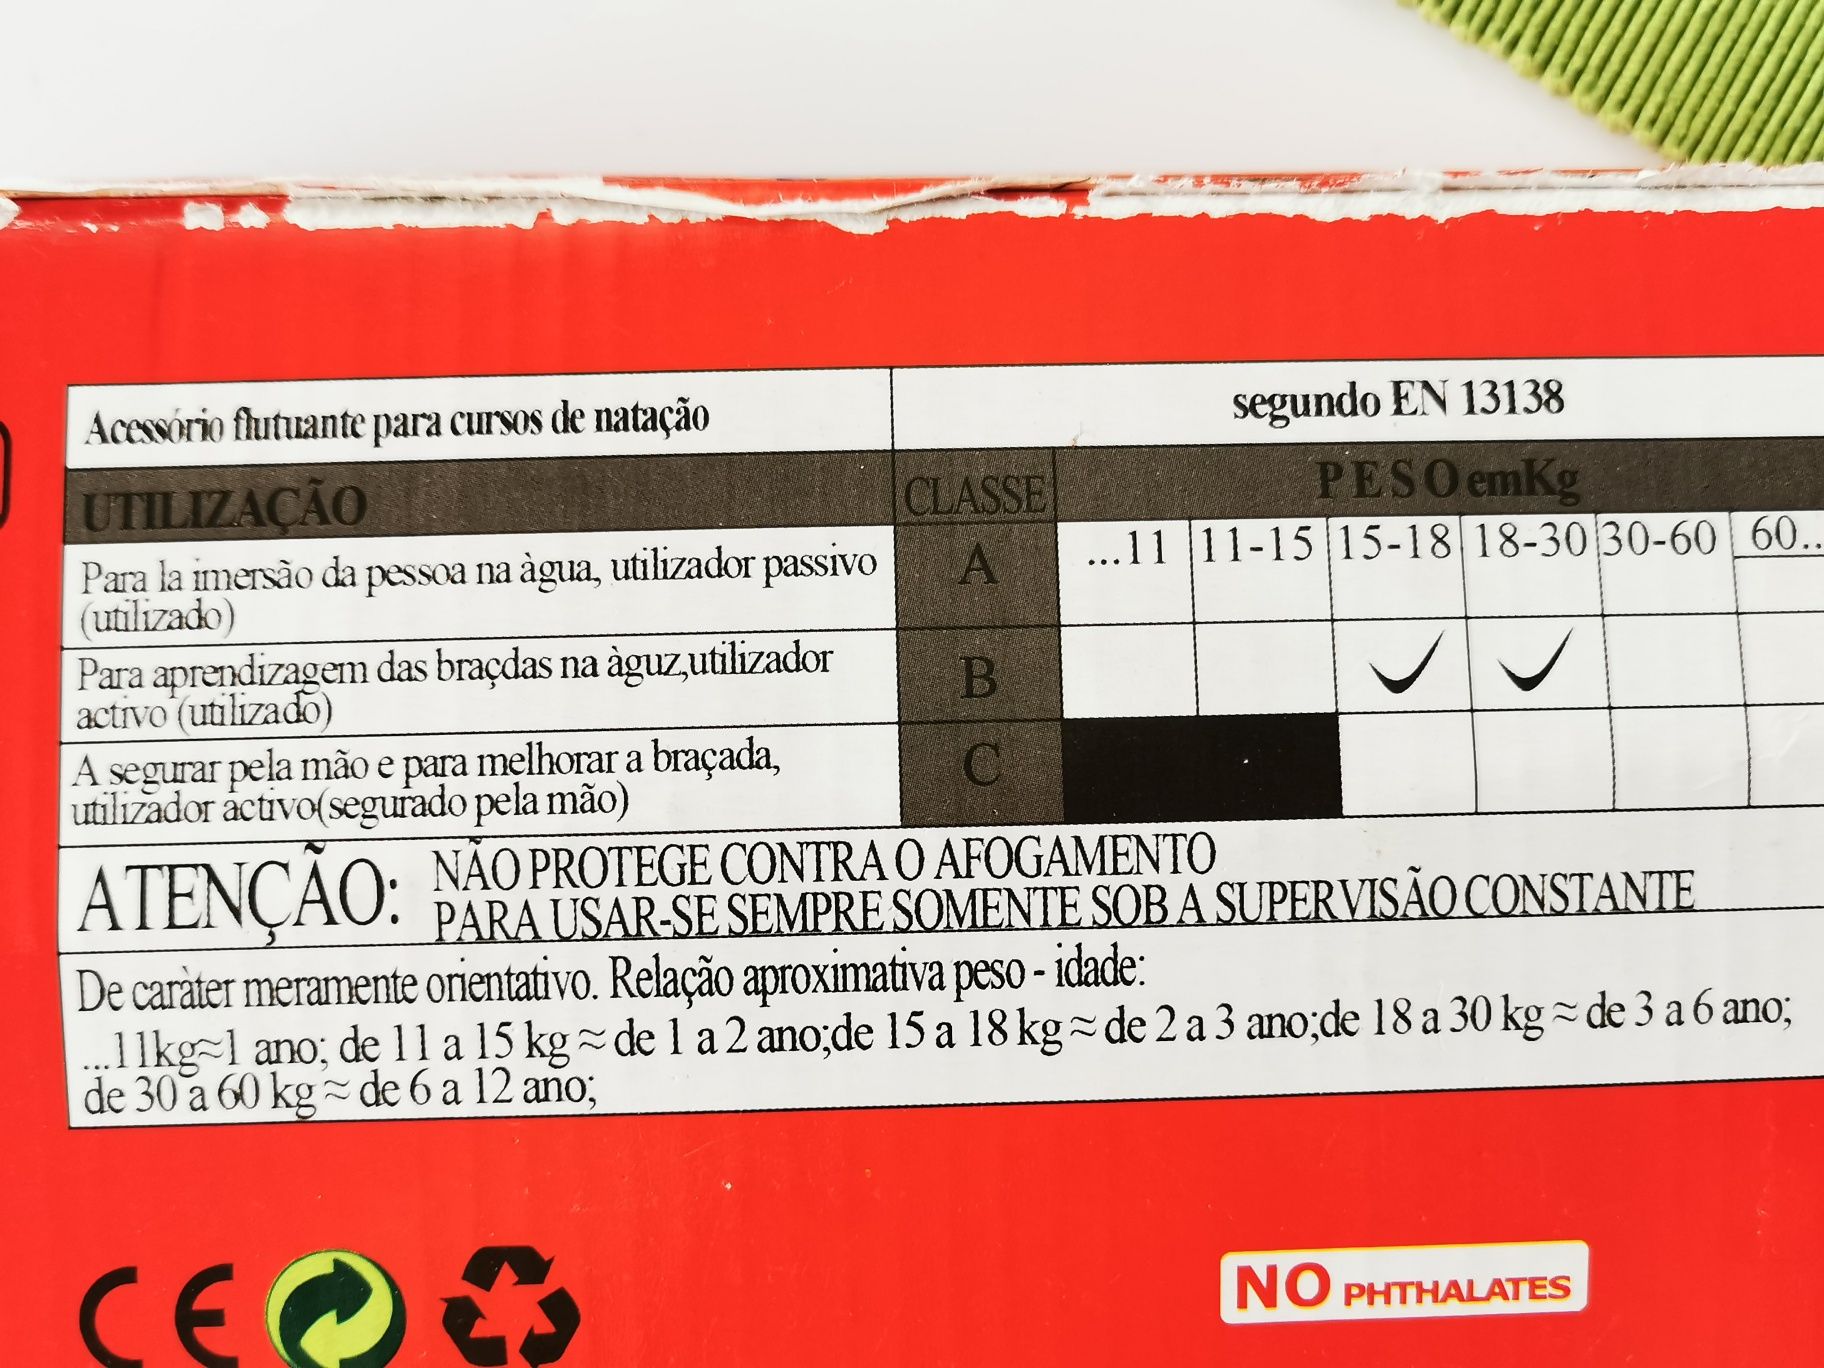 Acessório flutuante para cursos de natação
segundo EN 13138
UTILIZAÇÃO
CLASSE
PESO emKg
Para la imersão da pessoa na àgua, utilizador passivo
(utilizado)
A
...11 11-15 15-18 18-30 30-60 60..
Para aprendizagem das braçdas na àguz,utilizador
activo (utilizado)
B
A segurar pela mão e para melhorar a braçada,
utilizador activo(segurado pela mão)
C
ATENÇÃO:
NÃO PROTEGE CONTRA O AFOGAMENTO
PARA USAR-SE SEMPRE SOMENTE SOB A SUPERVISÃO CONSTANTE
De caràter meramente orientativo. Relação aproximativa peso - idade:
...11kg≈1 ano; de 11 a 15 kg ≈ de 1 a 2 ano;de 15 a 18 kg ≈ de 2 a 3 ano;de 18 a 30 kg ≈ de 3 a 6 ano;
de 30 a 60 kg ≈ de 6 a 12 ano;
CE
NO PHTHALATES